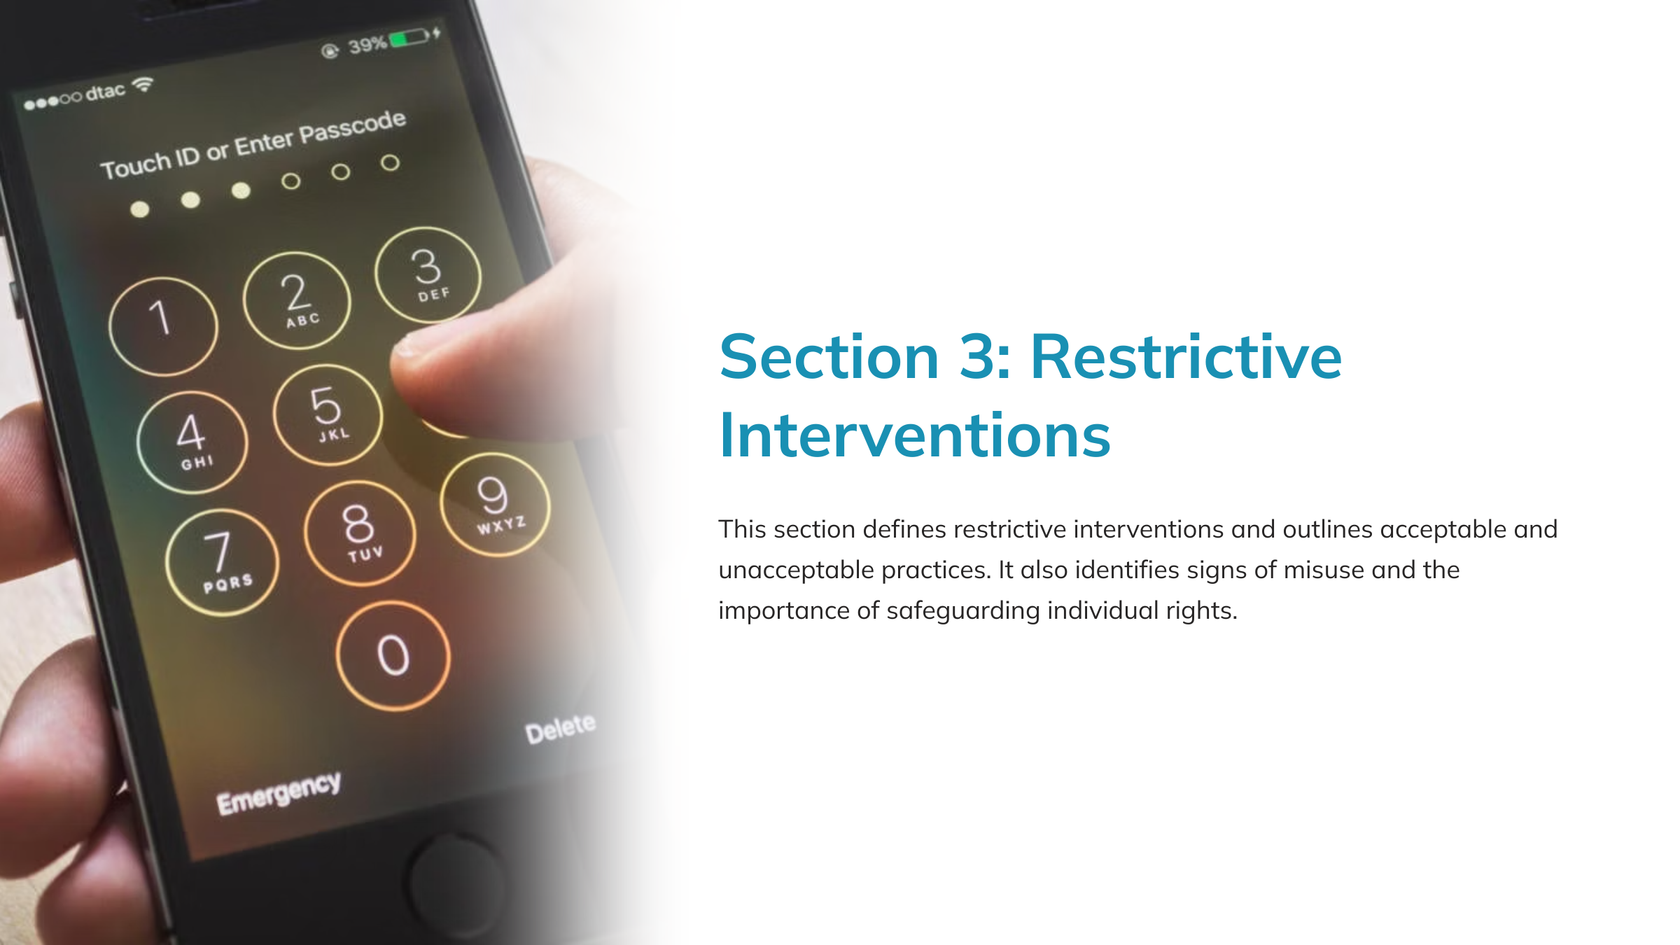 39%
dtac
Touch ID or Enter Passcode
1
2
ABC
3
DEF
4
GHI
5
JKL
7
PQRS
8
TUV
9
WXYZ
0
Delete
Emergency
Section 3: Restrictive
Interventions
This section defines restrictive interventions and outlines acceptable and
unacceptable practices. It also identifies signs of misuse and the
importance of safeguarding individual rights.